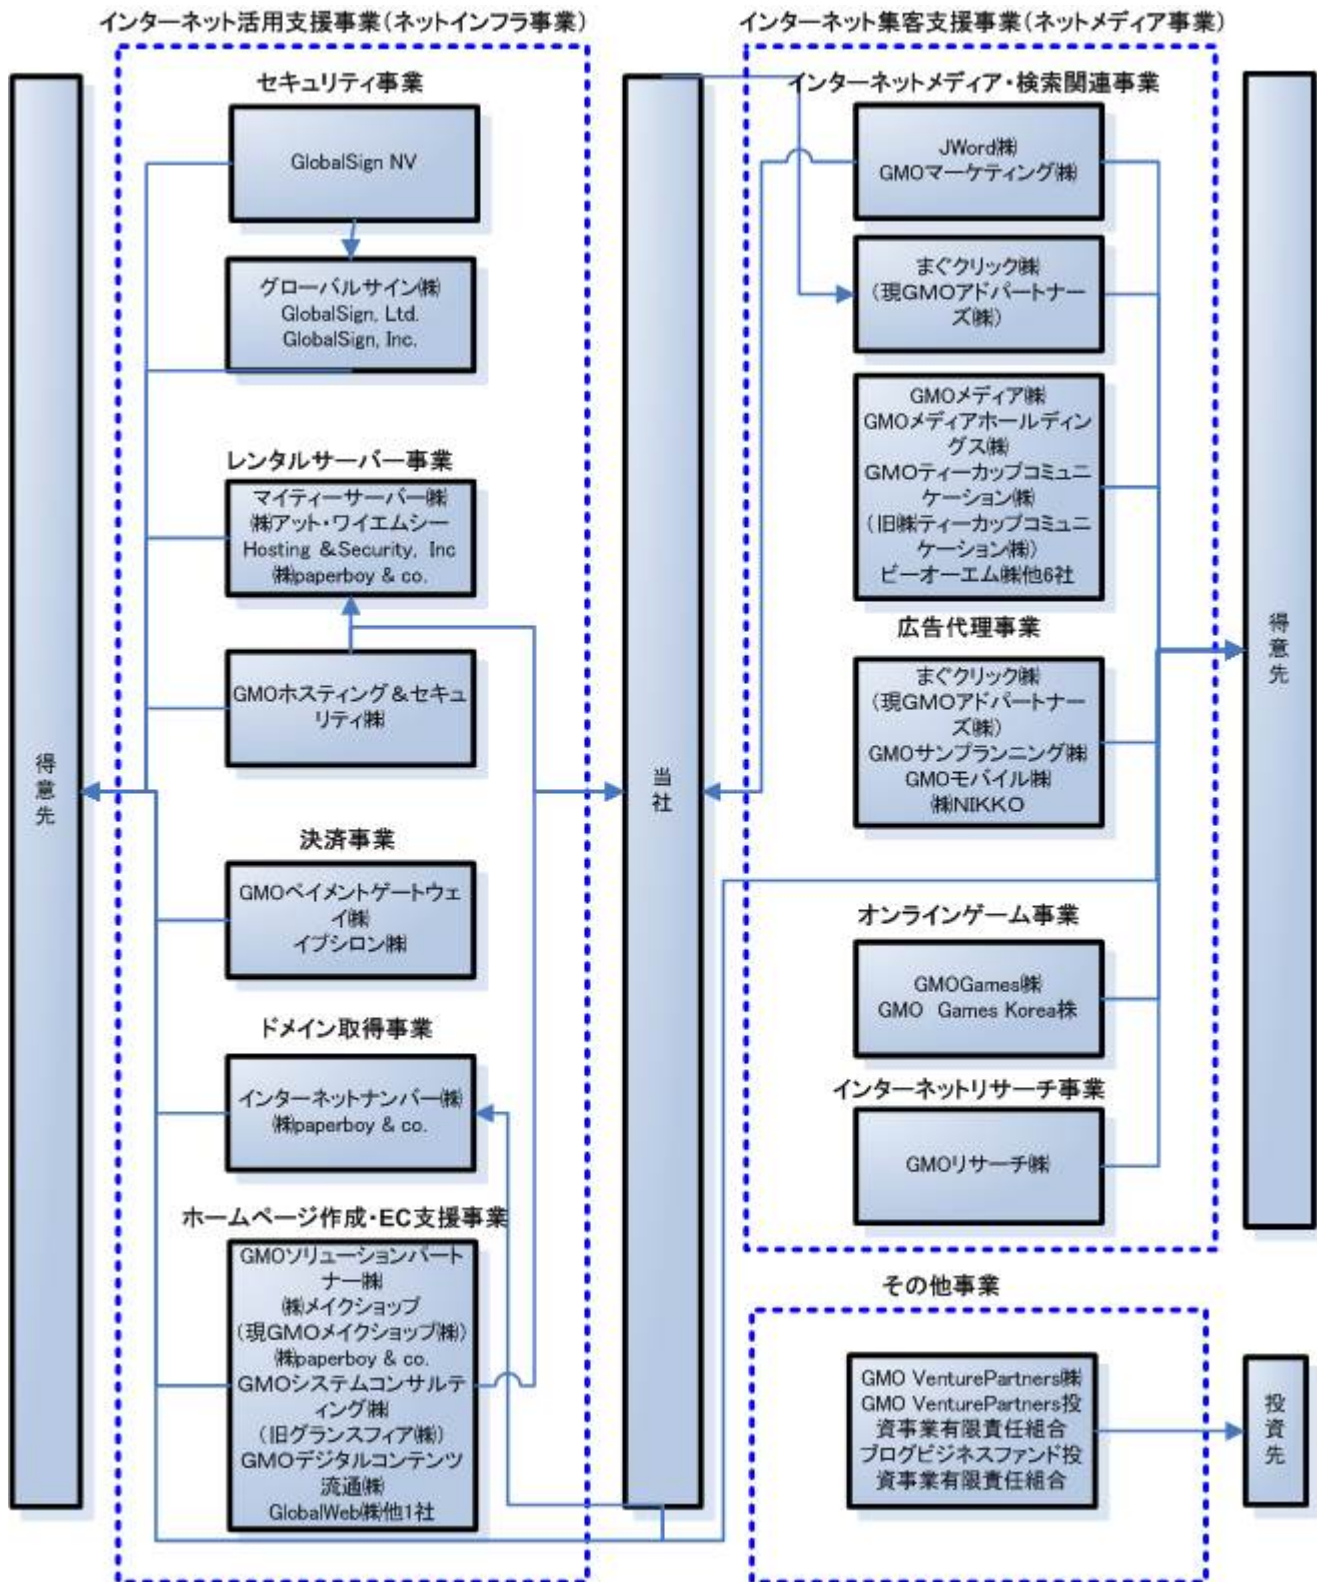 インターネット活用支援事業(ネットインフラ事業)
得意先
セキュリティ事業
GlobalSign NV
グローバルサイン㈱
GlobalSign, Ltd.
GlobalSign, Inc.
レンタルサーバー事業
マイティーサーバー㈱
㈱アット・ワイエムシー
Hosting &Security, Inc
㈱paperboy & co.
GMOホスティング&セキュ
リティ㈱
決済事業
GMOペイメントゲートウェ
イ㈱
イプシロン㈱
ドメイン取得事業
インターネットナンバー㈱
㈱paperboy & co.
ホームページ作成・EC支援事業
GMOソリューションパート
ナー㈱
㈱メイクショップ
(現GMOメイクショップ㈱)
㈱paperboy & co.
GMOシステムコンサルテ
ィング㈱
(旧グランスフィア㈱)
GMOデジタルコンテンツ
流通㈱
GlobalWeb㈱他1社
当社
インターネット集客支援事業(ネットメディア事業)
インターネットメディア・検索関連事業
JWord㈱
GMOマーケティング㈱
まぐクリック㈱
(現GMOアドパートナー
ズ㈱)
GMOメディア㈱
GMOメディアホールディン
グス㈱
GMOティーカップコミュニ
ケーション㈱
(旧㈱ティーカップコミュニ
ケーション㈱)
ビーオーエム㈱他6社
広告代理事業
まぐクリック㈱
(現GMOアドパートナー
ズ㈱)
GMOサンプランニング㈱
GMOモバイル㈱
㈱NIKKO
オンラインゲーム事業
GMOGames㈱
GMO Games Korea株
インターネットリサーチ事業
GMOリサーチ㈱
得意先
その他事業
GMO VenturePartners㈱
GMO VenturePartners投
資事業有限責任組合
ブログビジネスファンド投
資事業有限責任組合
投資先